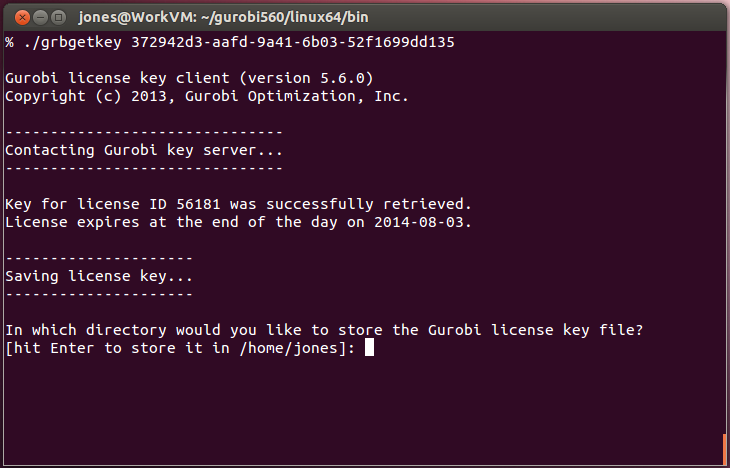 jones@WorkVM: ~/gurobi560/linux64/bin
% ./grbgetkey 372942d3-aafd-9a41-6b03-52f1699dd135
Gurobi license key client (version 5.6.0)
Copyright (c) 2013, Gurobi Optimization, Inc.
-------------------------------
Contacting Gurobi key server...
-------------------------------
Key for license ID 56181 was successfully retrieved.
License expires at the end of the day on 2014-08-03.
---------------------
Saving license key...
---------------------
In which directory would you like to store the Gurobi license key file?
[hit Enter to store it in /home/jones]: